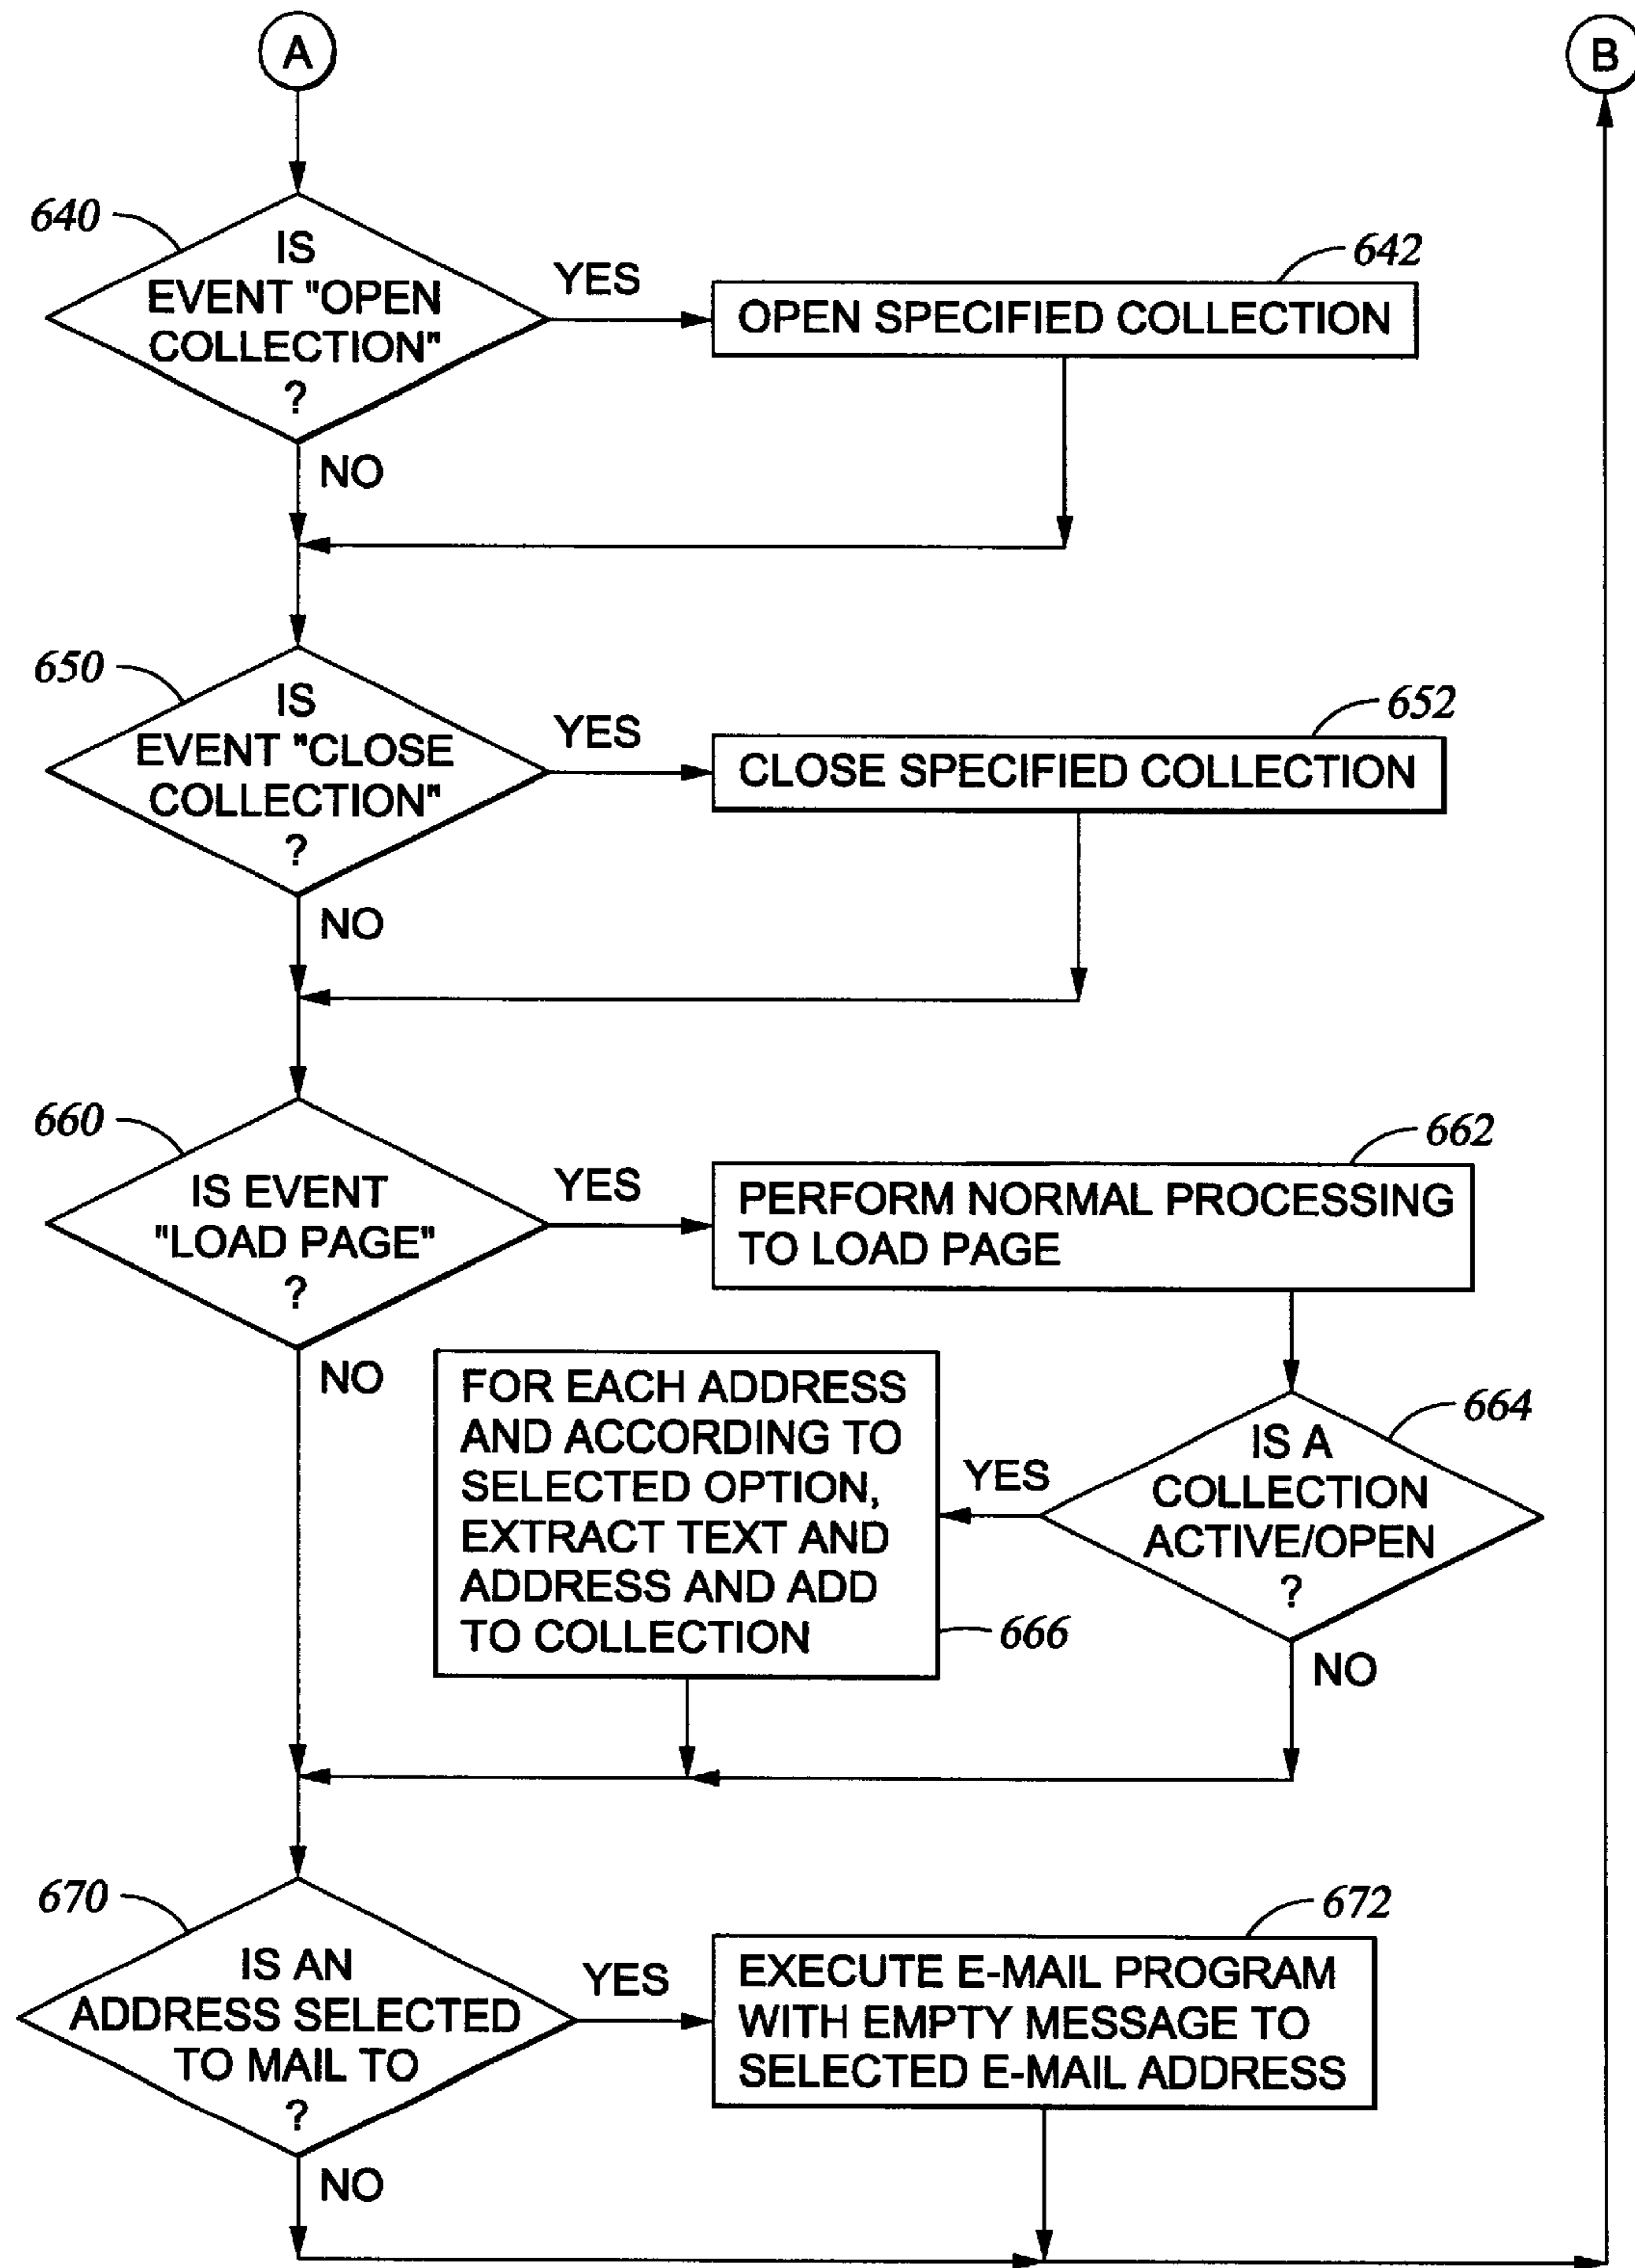 A
B
640
IS
EVENT "OPEN
COLLECTION"
?
YES
642
OPEN SPECIFIED COLLECTION
NO
650
IS
EVENT "CLOSE
COLLECTION"
?
YES
652
CLOSE SPECIFIED COLLECTION
NO
660
IS EVENT
"LOAD PAGE"
?
YES
662
PERFORM NORMAL PROCESSING
TO LOAD PAGE
NO
664
IS A
COLLECTION
ACTIVE/OPEN
?
YES
FOR EACH ADDRESS
AND ACCORDING TO
SELECTED OPTION,
EXTRACT TEXT AND
ADDRESS AND ADD
TO COLLECTION
666
NO
670
IS AN
ADDRESS SELECTED
TO MAIL TO
?
YES
672
EXECUTE E-MAIL PROGRAM
WITH EMPTY MESSAGE TO
SELECTED E-MAIL ADDRESS
NO